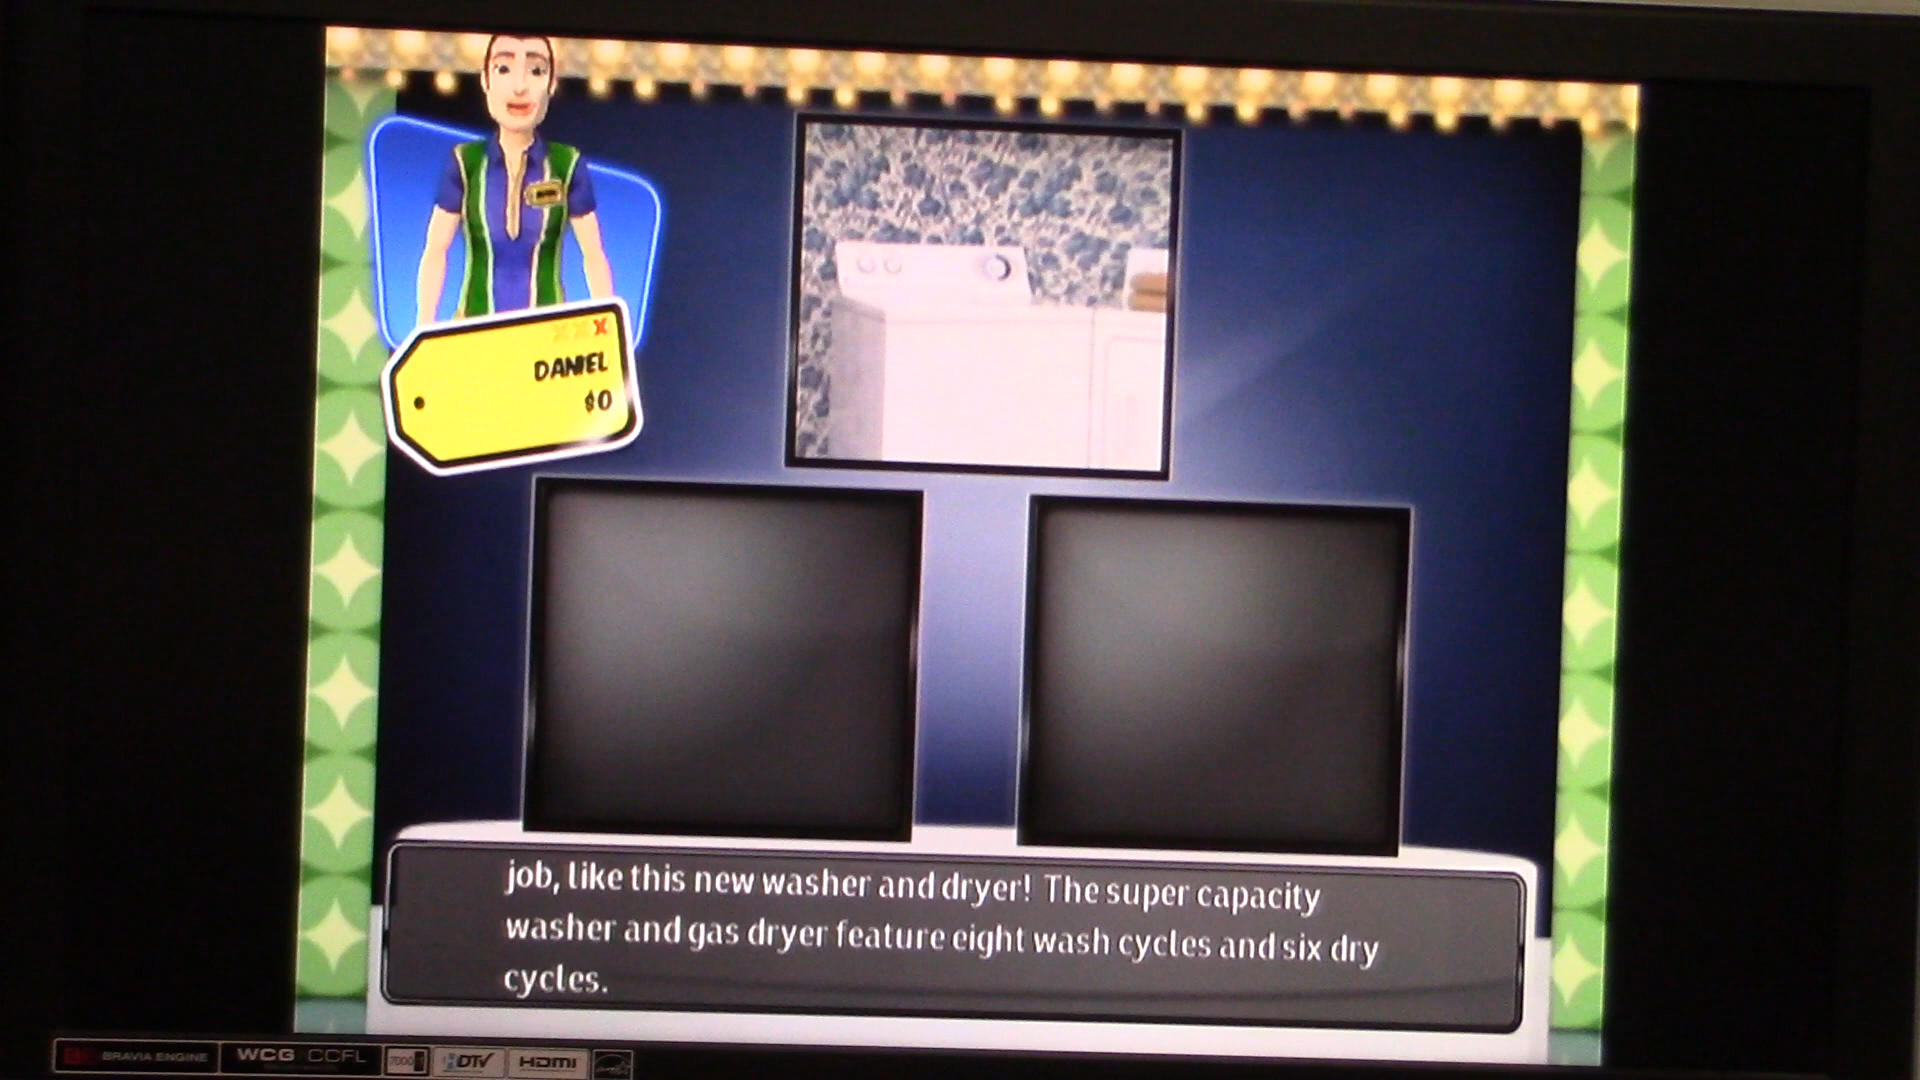 XXX
DANIEL
$0
job, like this new washer and dryer! The super capacity
washer and gas dryer feature eight wash cycles and six dry
cycles.
BRAVIA ENGINE
WCG CCFL
DTV
HDMI